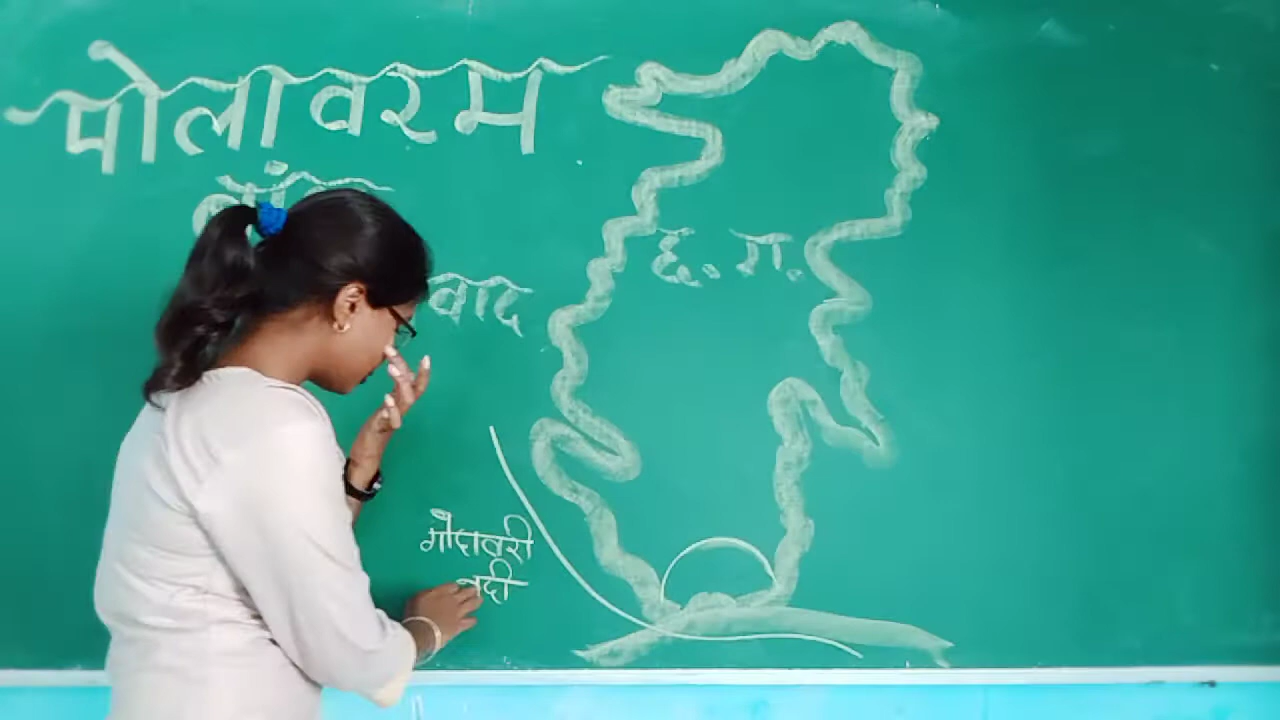 पोलावरम
वाद
छ. ग.
गोदावरी
नदी